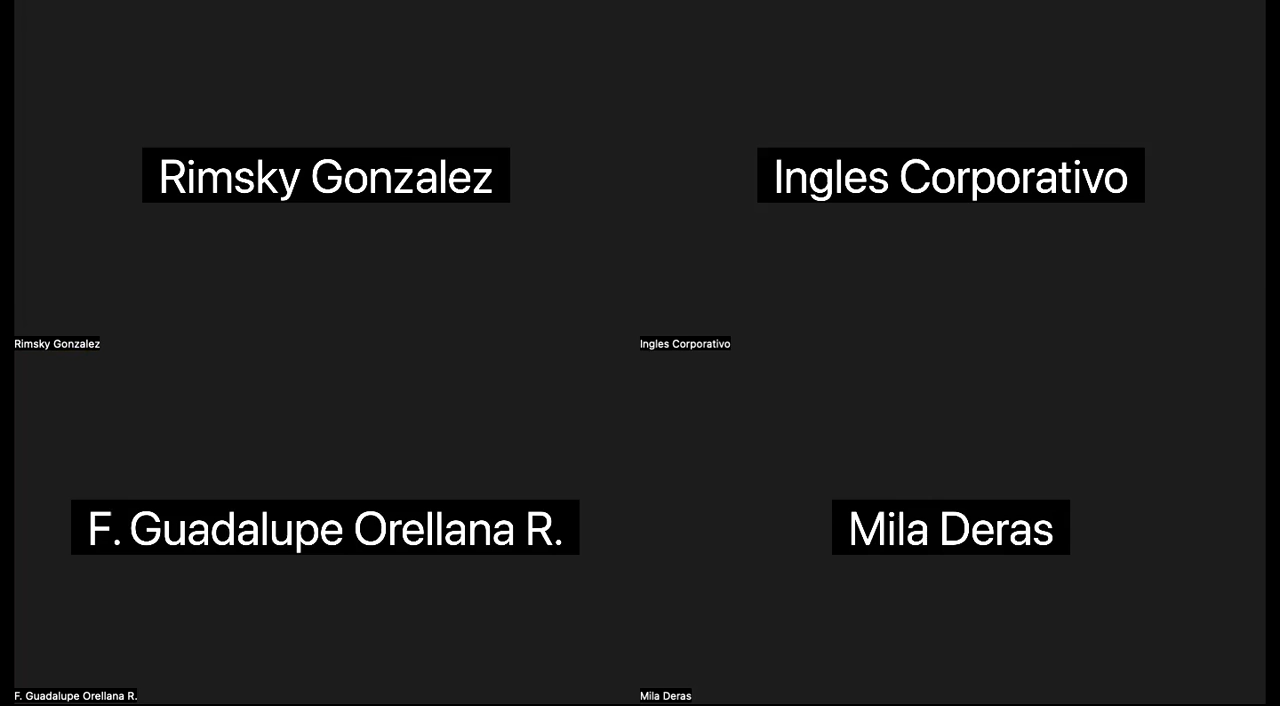 Rimsky Gonzalez
Ingles Corporativo
Rimsky Gonzalez
Ingles Corporativo
F. Guadalupe Orellana R.
Mila Deras
F. Guadalupe Orellana R.
Mila Deras